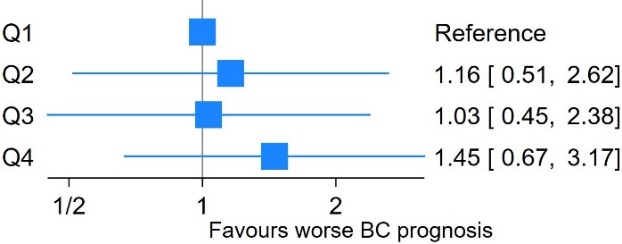 Q1 Reference
Q2 1.16 [ 0.51, 2.62]
Q3 1.03 [ 0.45, 2.38]
Q4 1.45 [ 0.67, 3.17]
1/2 1 2
Favours worse BC prognosis